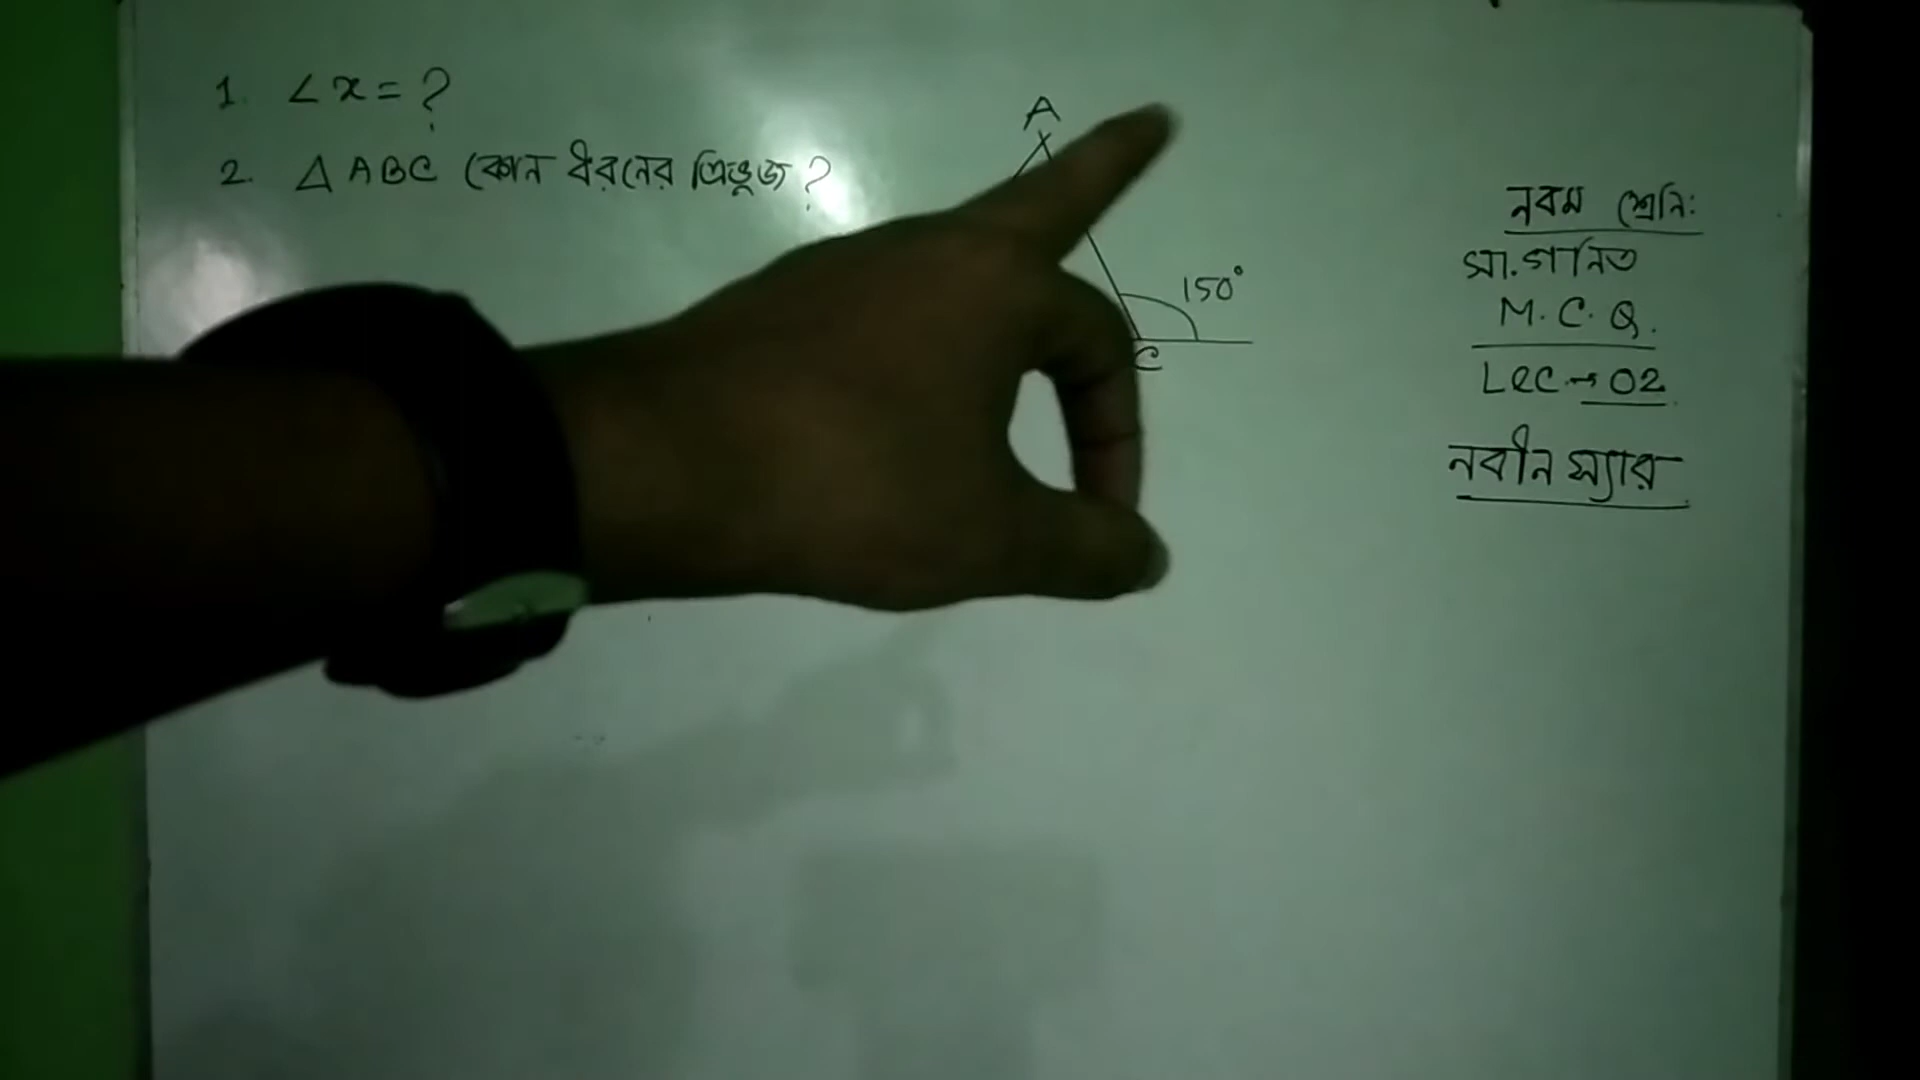 1. ∠x = ?
2. △ABC কোন ধরনের ত্রিভুজ ?
A
150°
C
নবম শ্রেনি:
সা.গনিত
M.C.Q.
Lec → 02
নবীন স্যার